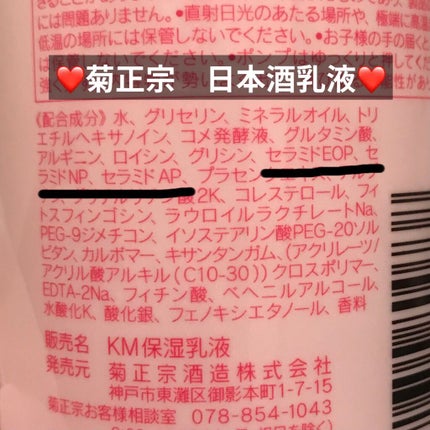 に問題ありません。●直射日光のあたる場所や、極端に高温
低温の場所には保管しないでください。●お子様の手の届く
❤菊正宗 日本酒乳液❤
《配合成分》水、グリセリン、ミネラルオイル、トリ
エチルヘキサノイン、コメ発酵液、グルタミン酸、
アルギニン、ロイシン、グリシン、セラミドEOP、セ
ラミドNP、セラミドAP、プラセン
酸2K、コレステロール、フィ
トスフィンゴシン、ラウロイルラクチレートNa、
PEG-9ジメチコン、イソステアリン酸PEG-20ソル
ビタン、カルボマー、キサンタンガム、(アクリレーツ/
アクリル酸アルキル(C10-30))クロスポリマー、
EDTA-2Na、フィチン酸、ベヘニルアルコール、
水酸化K、酸化銀、フェノキシエタノール、香料
販売名 KM保湿乳液
発売元 菊正宗酒造株式会社
神戸市東灘区御影本町1-7-15
菊正宗お客様相談室 078-854-1043